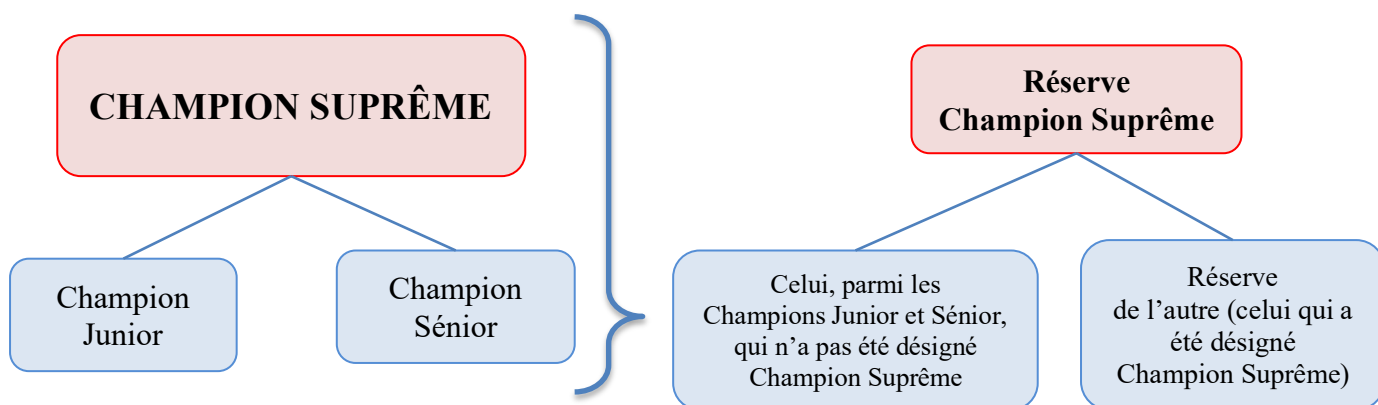 CHAMPION SUPRÊME
Champion
Junior
Champion
Sénior
Réserve
Champion Suprême
Celui, parmi les
Champions Junior et Sénior,
qui n’a pas été désigné
Champion Suprême
Réserve
de l’autre (celui qui a
été désigné
Champion Suprême)